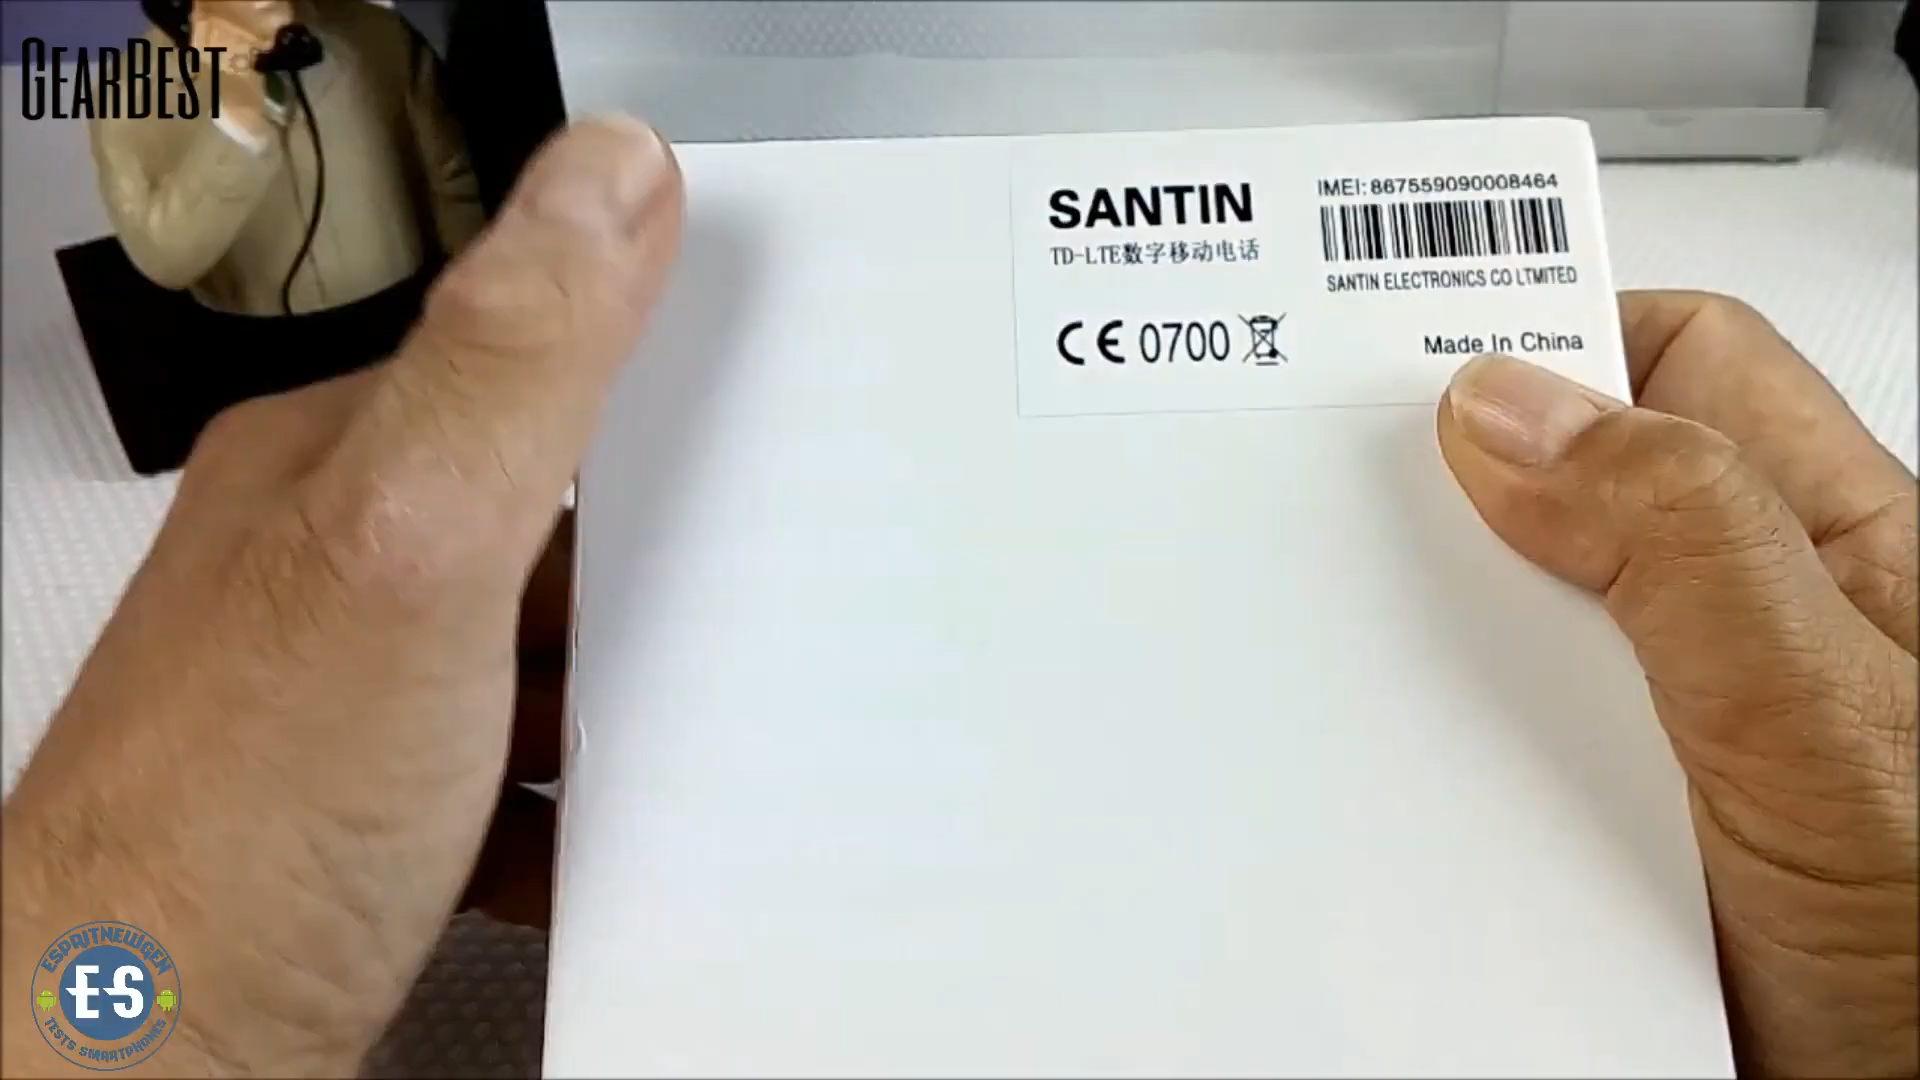 GEARBEST
SANTIN
TD-LTE数字移动电话
CE 0700
IMEI: 867559090008464
SANTIN ELECTRONICS CO LTMITED
Made In China
ESPRITNEWGEN
ES
TESTS SMARTPHONES